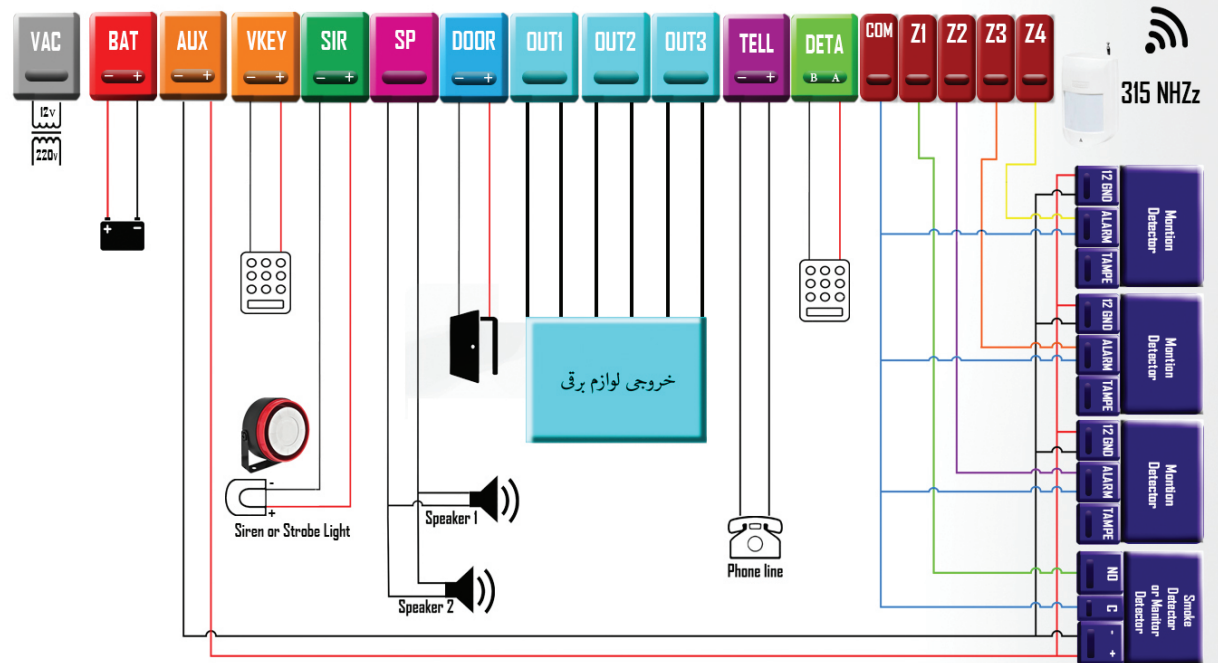 VAC
BAT
- +
AUX
- +
VKEY
- +
SIR
- +
SP
DOOR
- +
OUT1
OUT2
OUT3
TELL
- +
DETA
B A
COM
Z1
Z2
Z3
Z4
315 NHZz
12v
220v
+ -
خروجی لوازم برقی
-
+
Siren or Strobe Light
Speaker 1
Speaker 2
Phone line
12 GND
ALARM
TAMPE
Montion
Detector
12 GND
ALARM
TAMPE
Montion
Detector
12 GND
ALARM
TAMPE
Montion
Detector
NO
C
- +
Smoke
Detector
or Manitor
Detector